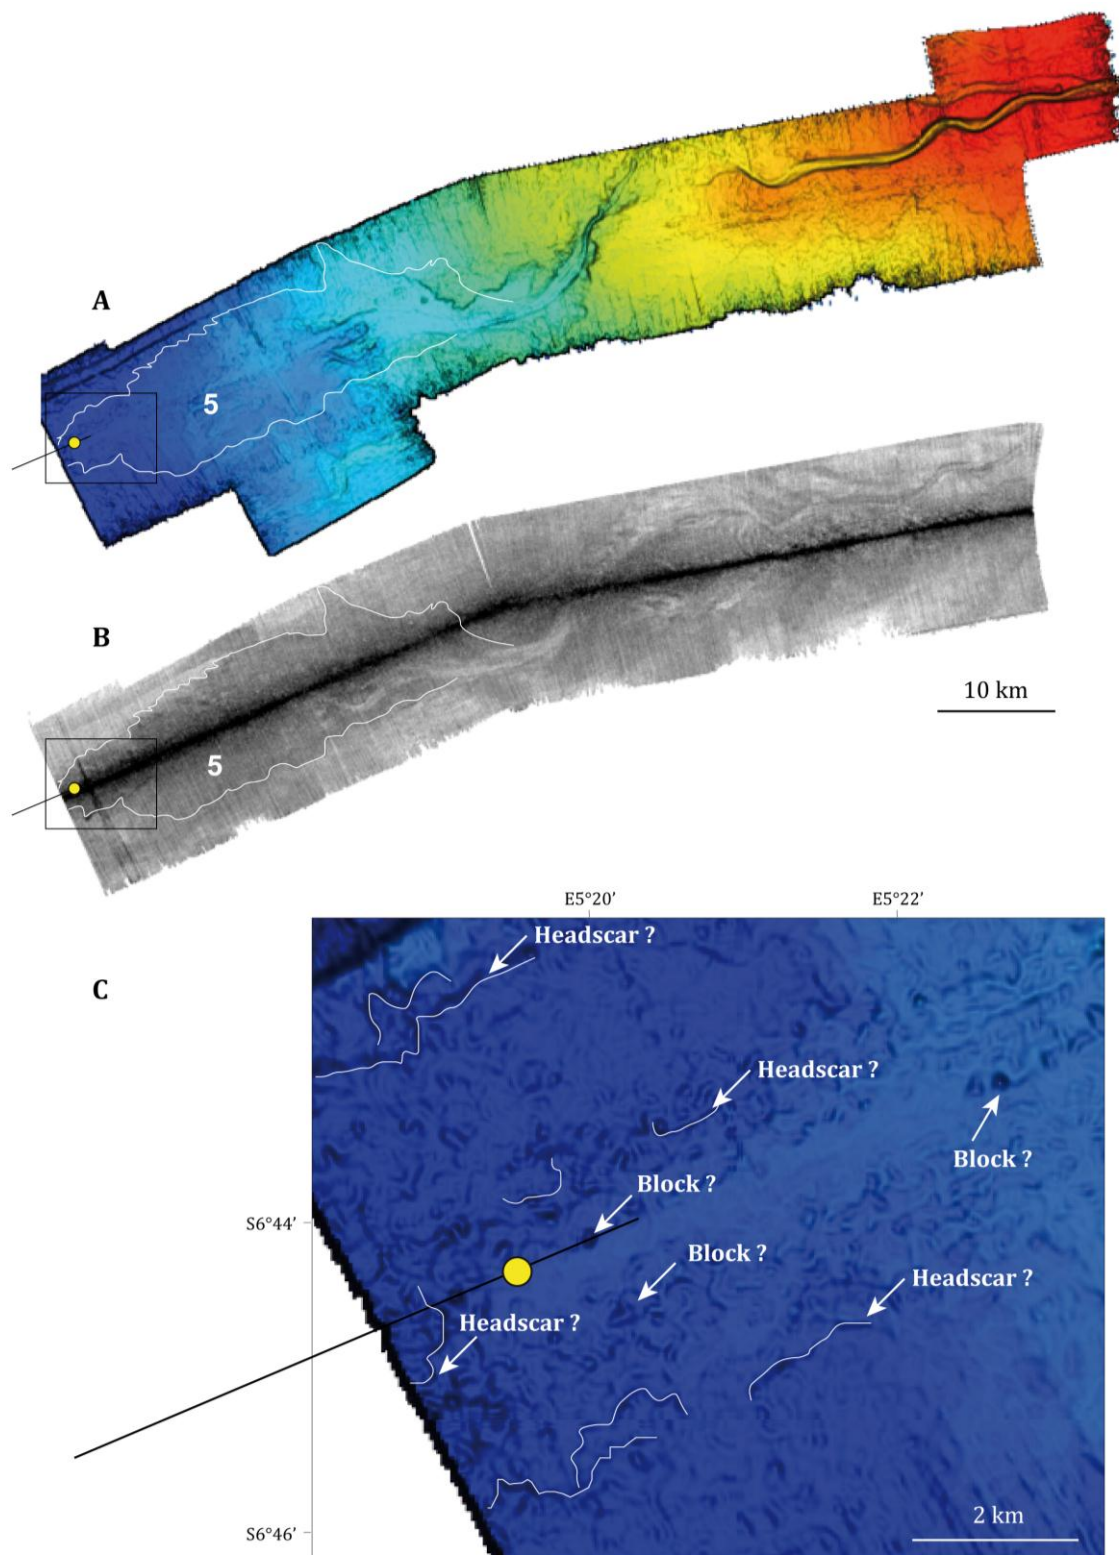 A
5
B
5
10 km
E5°20’
E5°22’
C
Headscar ?
Headscar ?
Block ?
Block ?
S6°44’
Block ?
Headscar ?
Headscar ?
2 km
S6°46’